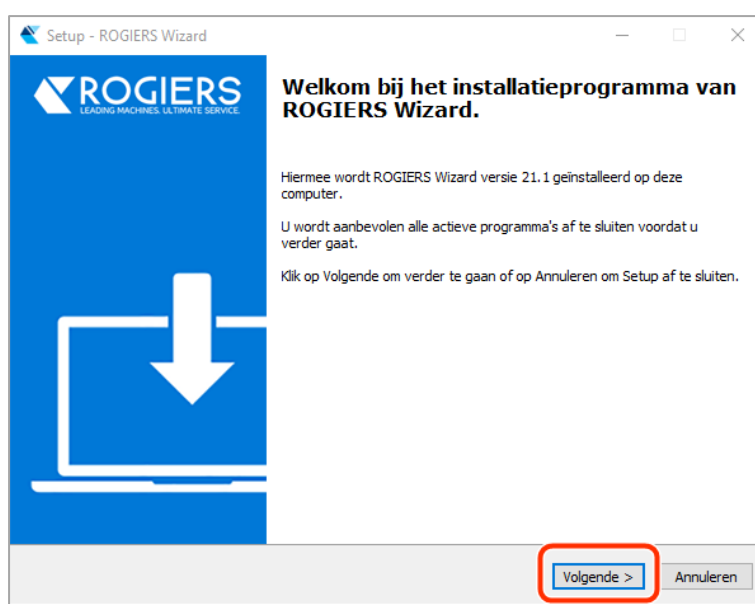 Setup - ROGIERS Wizard
ROGIERS
LEADING MACHINES. ULTIMATE SERVICE.
Welkom bij het installatieprogramma van
ROGIERS Wizard.
Hiermee wordt ROGIERS Wizard versie 21.1 geïnstalleerd op deze
computer.
U wordt aanbevolen alle actieve programma's af te sluiten voordat u
verder gaat.
Klik op Volgende om verder te gaan of op Annuleren om Setup af te sluiten.
Volgende > Annuleren